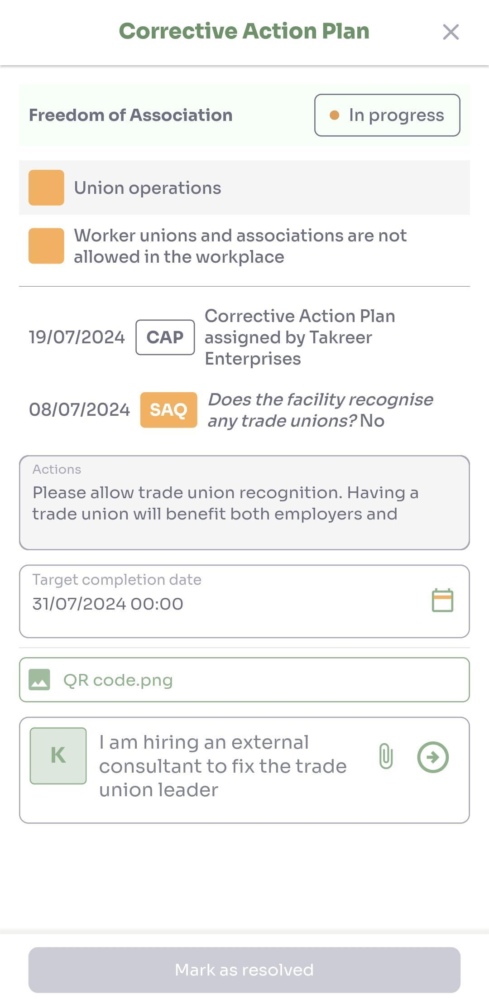 Corrective Action Plan
Freedom of Association
In progress
Union operations
Worker unions and associations are not
allowed in the workplace
19/07/2024
CAP
Corrective Action Plan
assigned by Takreer
Enterprises
08/07/2024
SAQ
Does the facility recognise
any trade unions? No
Actions
Please allow trade union recognition. Having a
trade union will benefit both employers and
Target completion date
31/07/2024 00:00
QR code.png
K
I am hiring an external
consultant to fix the trade
union leader
Mark as resolved